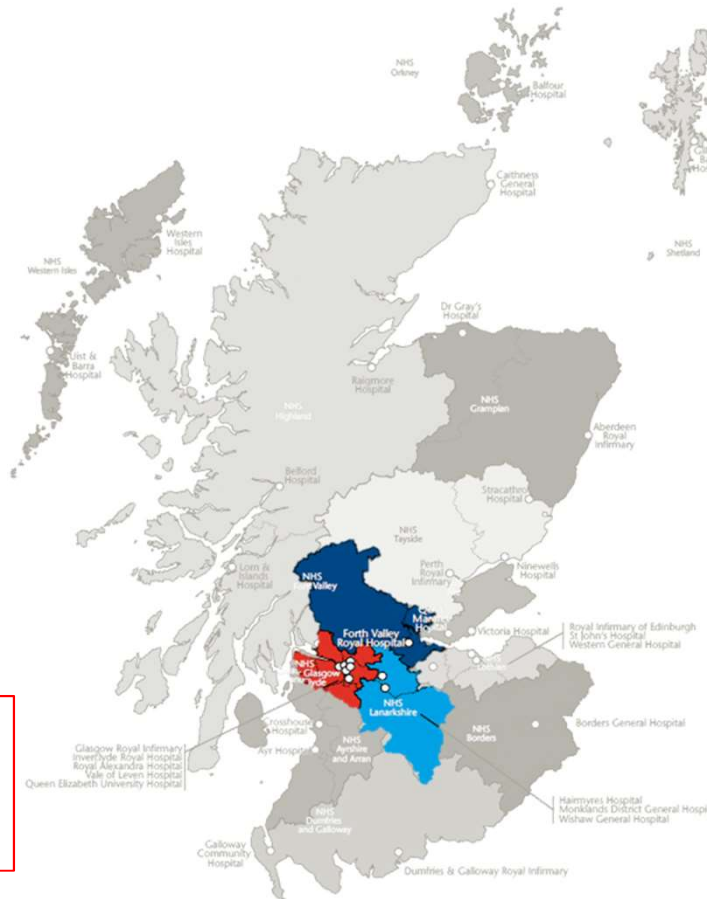 NHS
Orkney
Balfour
Hospital
Caithness
General
Hospital
Western
Isles
Hospital
NHS
Western Isles
NHS
Shetland
Dr Gray's
Hospital
Uist &
Barra
Hospital
Raigmore
Hospital
NHS
Highland
NHS
Grampian
Aberdeen
Royal
Infirmary
Belford
Hospital
Stracathro
Hospital
NHS
Tayside
Lorn &
Islands
Hospital
Perth
Royal
Infirmary
Ninewells
Hospital
NHS
Valley
Victoria Hospital
Forth Valley
Royal Hospital
Royal Infirmary of Edinburgh
St John's Hospital
Western General Hospital
NHS
Glasgow
Clyde
NHS
Lanarkshire
Crosshouse
Hospital
Ayr Hospital
NHS
Ayrshire
and Arran
NHS
Borders
Borders General Hospital
Glasgow Royal Infirmary
Inverclyde Royal Hospital
Royal Alexandra Hospital
Vale of Leven Hospital
Queen Elizabeth University Hospital
Hairmyres Hospital
Monklands District General Hospi
Wishaw General Hospital
NHS
Dumfries
and Galloway
Galloway
Community
Hospital
Dumfries & Galloway Royal Infirmary